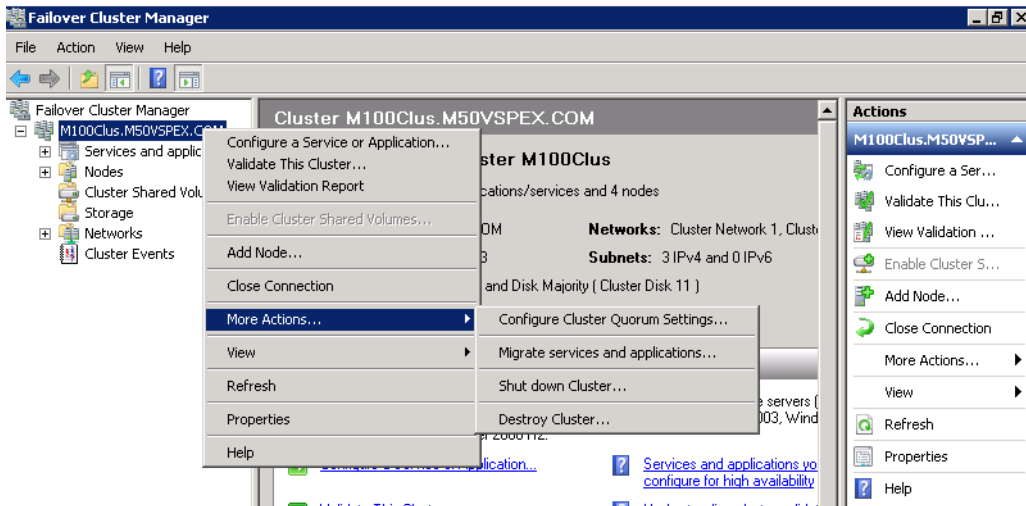 Failover Cluster Manager
File Action View Help
Failover Cluster Manager
M100Clus.M50VSPEX.COM
Services and applic
Nodes
Cluster Shared Volu
Storage
Networks
Cluster Events
Configure a Service or Application...
Validate This Cluster...
View Validation Report
Enable Cluster Shared Volumes...
Add Node...
Close Connection
More Actions...
View
Refresh
Properties
Help
Configure Cluster Quorum Settings...
Migrate services and applications...
Shut down Cluster...
Destroy Cluster...
Cluster M100Clus.M50VSPEX.COM
ster M100Clus
cations/services and 4 nodes
OM Networks: Cluster Network 1, Clust
3 Subnets: 3 IPv4 and 0 IPv6
and Disk Majority ( Cluster Disk 11 )
e servers (
003, Wind
Services and applications yo
configure for high availability
Actions
M100Clus.M50VSP...
Configure a Ser...
Validate This Clu...
View Validation ...
Enable Cluster S...
Add Node...
Close Connection
More Actions...
View
Refresh
Properties
Help